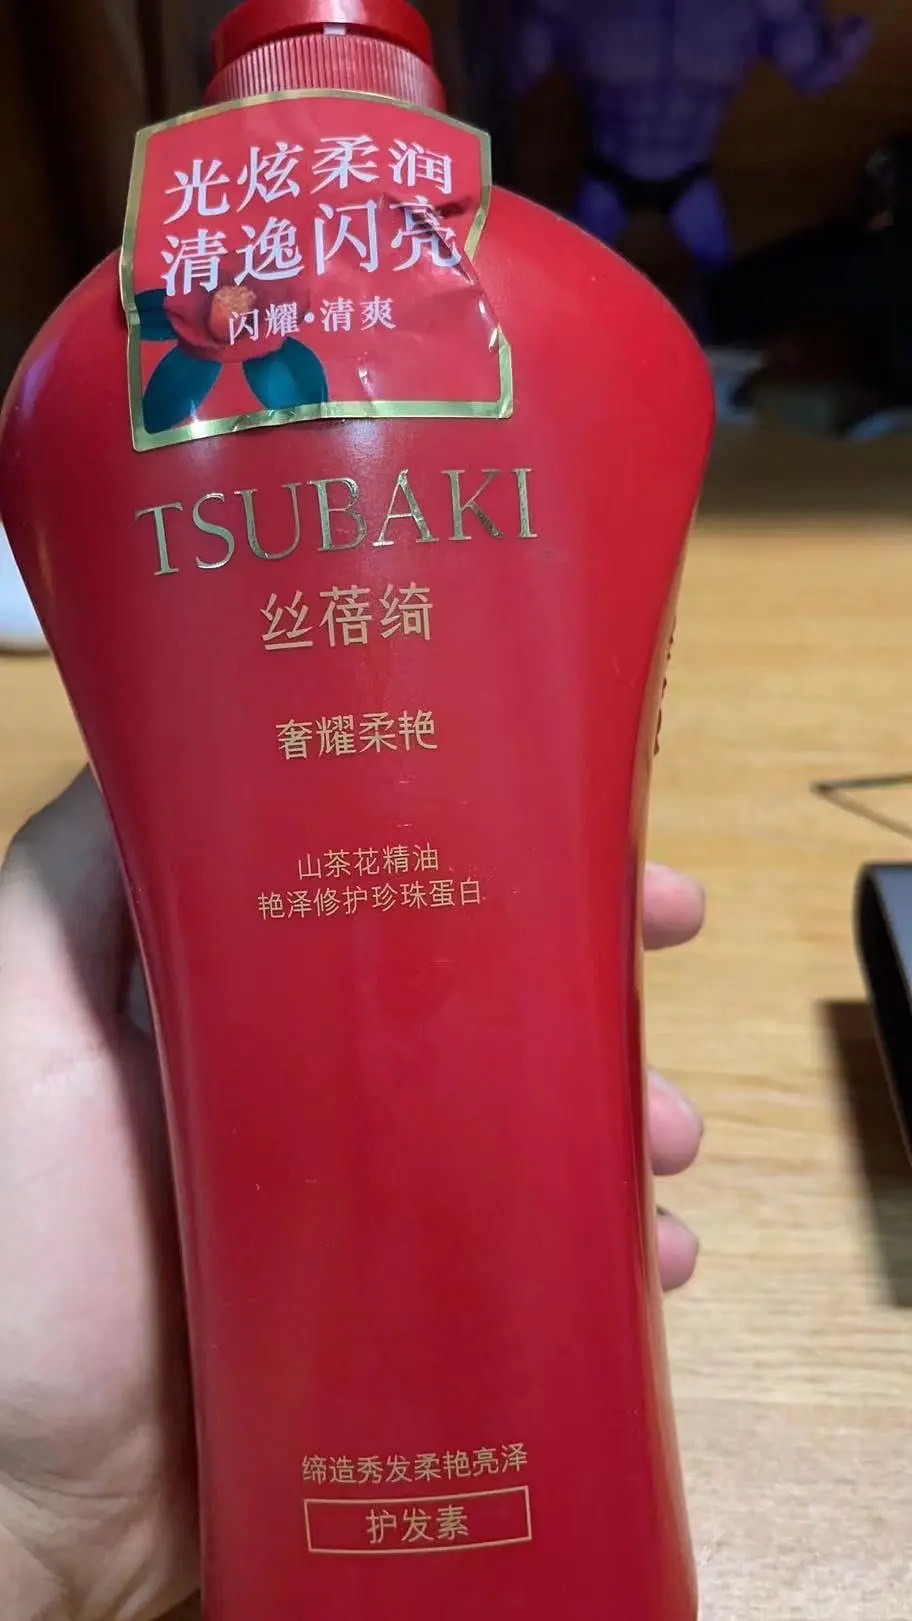 光炫柔润
清逸闪亮
闪耀·清爽
TSUBAKI
丝蓓绮
奢耀柔艳
山茶花精油
艳泽修护珍珠蛋白
缔造秀发柔艳亮泽
护发素